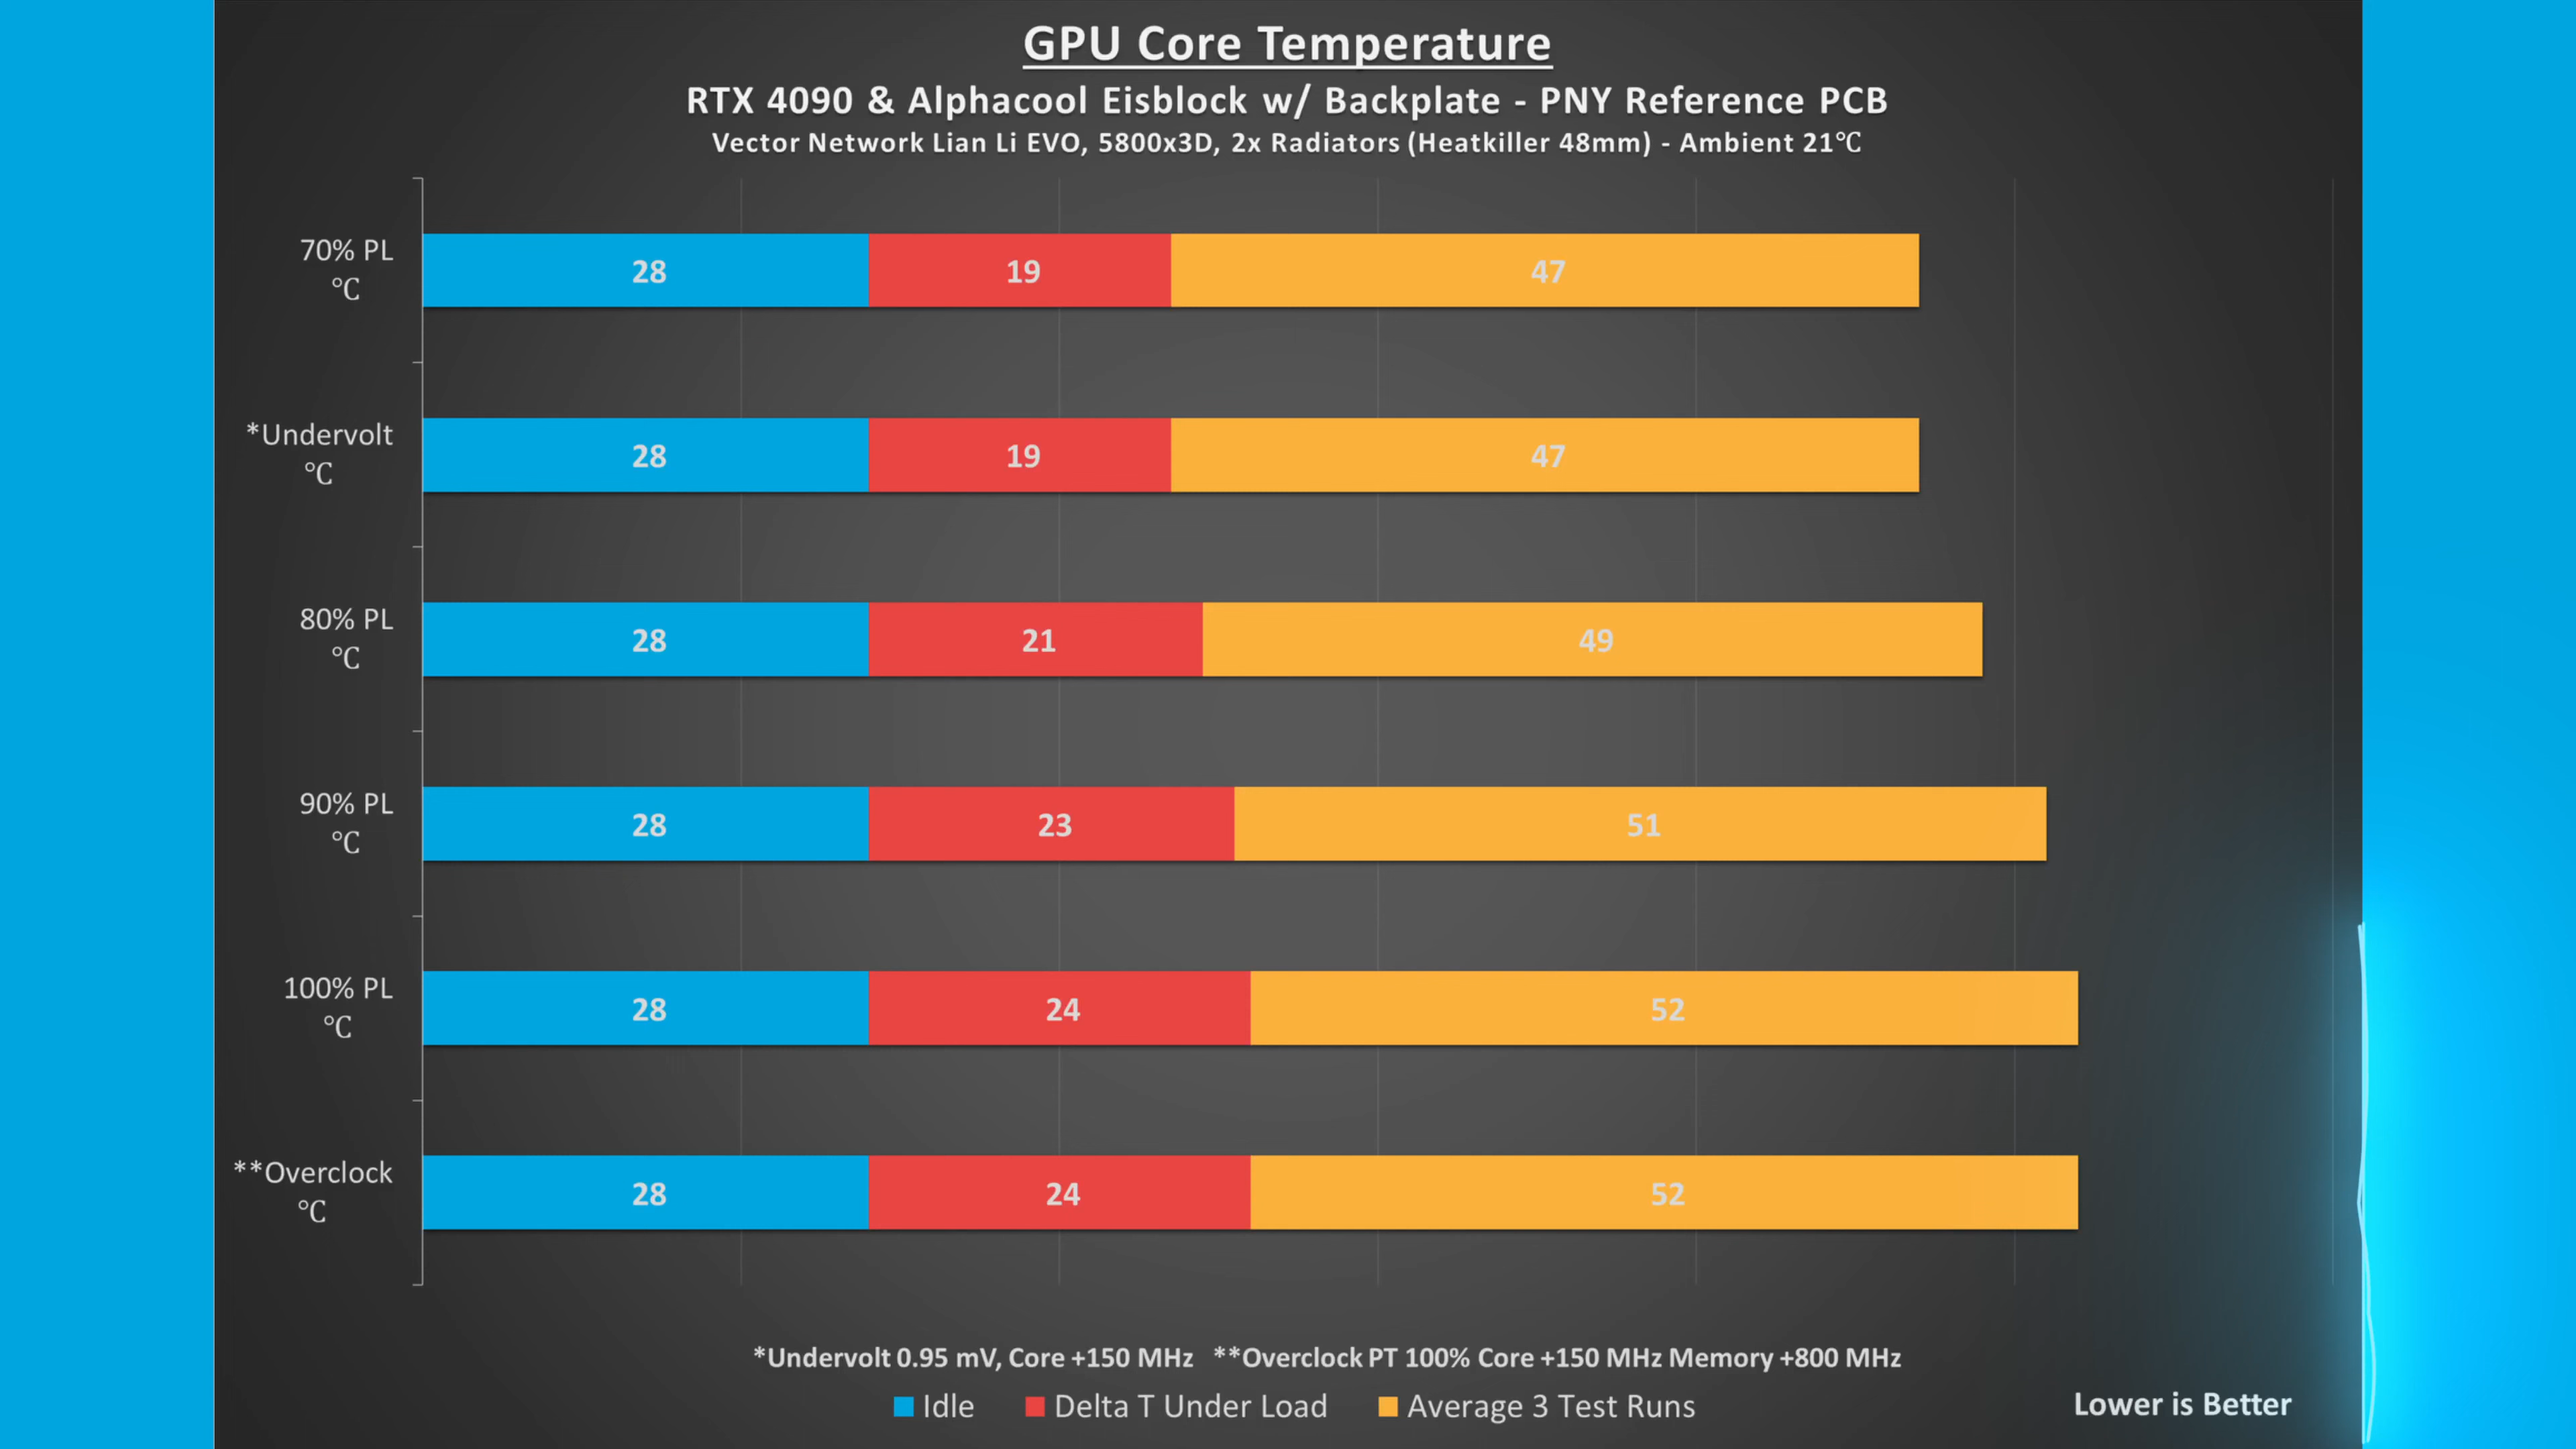 GPU Core Temperature
RTX 4090 & Alphacool Eisblock w/ Backplate - PNY Reference PCB
Vector Network Lian Li EVO, 5800x3D, 2x Radiators (Heatkiller 48mm) - Ambient 21℃
70% PL
℃
28 19 47
*Undervolt
℃
28 19 47
80% PL
℃
28 21 49
90% PL
℃
28 23 51
100% PL
℃
28 24 52
**Overclock
℃
28 24 52
*Undervolt 0.95 mV, Core +150 MHz **Overclock PT 100% Core +150 MHz Memory +800 MHz
Idle Delta T Under Load Average 3 Test Runs
Lower is Better